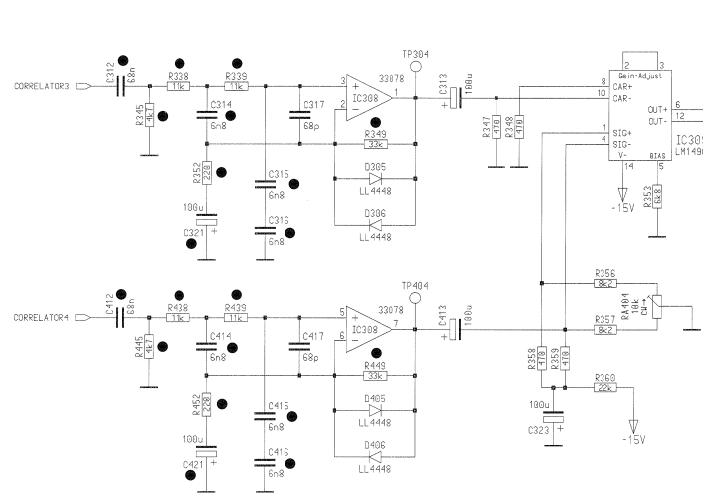 CORRELATOR3
C312
68n
R345
4k7
R338
11k
R339
11k
C314
6n8
C317
68p
R352
220
100u
C321
+
C315
6n8
C316
6n8
3
2
+
-
33078
1
IC308
R349
33k
D305
LL4448
D306
LL4448
TP304
C313
100u
+
R347
470
R348
470
2
3
Gain-Adjust
8
CAR+
10
CAR-
OUT+
6
OUT-
12
1
SIG+
4
SIG-
V-
BIAS
14
5
-15V
R353
6k8
CORRELATOR4
C412
68n
R445
4k7
R438
11k
R439
11k
C414
6n8
C417
68p
R452
220
100u
C421
+
C415
6n8
C416
6n8
5
6
+
-
33078
7
IC308
R449
33k
D405
LL4448
D406
LL4448
TP404
C413
100u
+
R356
8k2
R357
8k2
RA404
10k
CW→
R358
470
R359
470
R360
22k
100u
+
C323
-15V